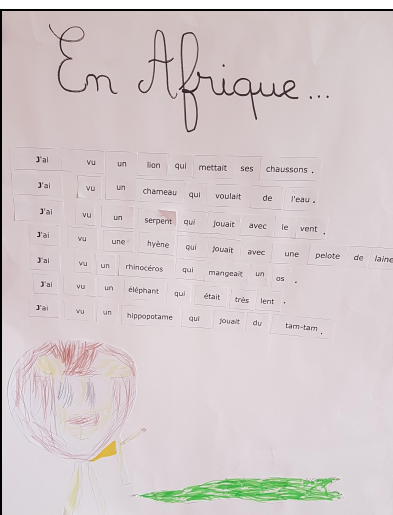 En Afrique...
J'ai vu un lion qui mettait ses chaussons .
J'ai vu un chameau qui voulait de l'eau .
J'ai vu un serpent qui jouait avec le vent .
J'ai vu une hyène qui jouait avec une pelote de laine
J'ai vu un rhinocéros qui mangeait un os .
J'ai vu un éléphant qui était très lent .
J'ai vu un hippopotame qui jouait du tam-tam .